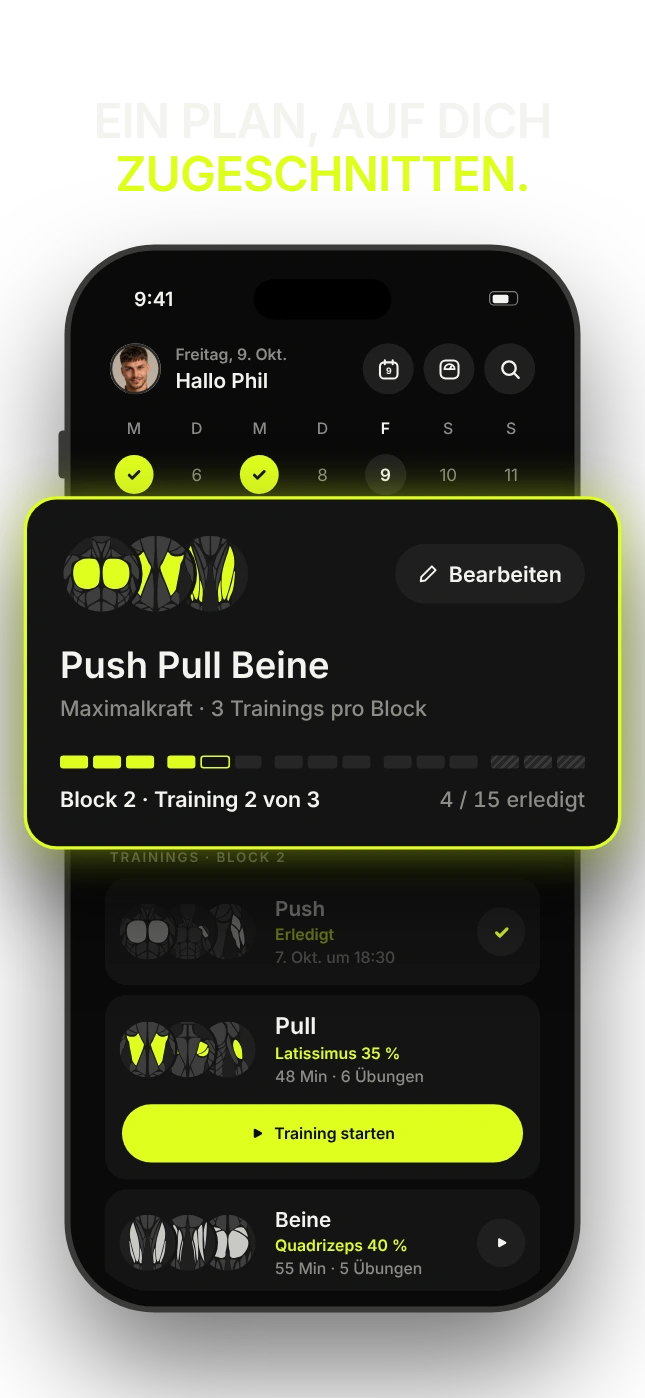 EIN PLAN, AUF DICH
ZUGESCHNITTEN.
9:41
Freitag, 9. Okt.
Hallo Phil
9
M D M D F S S
6 8 9 10 11
Bearbeiten
Push Pull Beine
Maximalkraft · 3 Trainings pro Block
Block 2 · Training 2 von 3
4 / 15 erledigt
TRAININGS · BLOCK 2
Push
Erledigt
7. Okt. um 18:30
Pull
Latissimus 35 %
48 Min · 6 Übungen
Training starten
Beine
Quadrizeps 40 %
55 Min · 5 Übungen